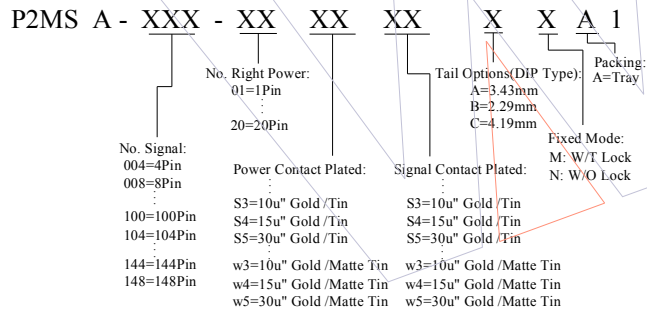 P2MS A - XXX - XX XX XX X X A 1
No. Right Power:
01=1Pin
⋮
20=20Pin
Tail Options(DIP Type):
A=3.43mm
B=2.29mm
C=4.19mm
Packing:
A=Tray
Fixed Mode:
M: W/T Lock
N: W/O Lock
No. Signal:
004=4Pin
008=8Pin
⋮
100=100Pin
104=104Pin
⋮
144=144Pin
148=148Pin
Power Contact Plated:
⋮
S3=10u" Gold /Tin
S4=15u" Gold /Tin
S5=30u" Gold /Tin
⋮
w3=10u" Gold /Matte Tin
w4=15u" Gold /Matte Tin
w5=30u" Gold /Matte Tin
Signal Contact Plated:
⋮
S3=10u" Gold /Tin
S4=15u" Gold /Tin
S5=30u" Gold /Tin
⋮
w3=10u" Gold /Matte Tin
w4=15u" Gold /Matte Tin
w5=30u" Gold /Matte Tin